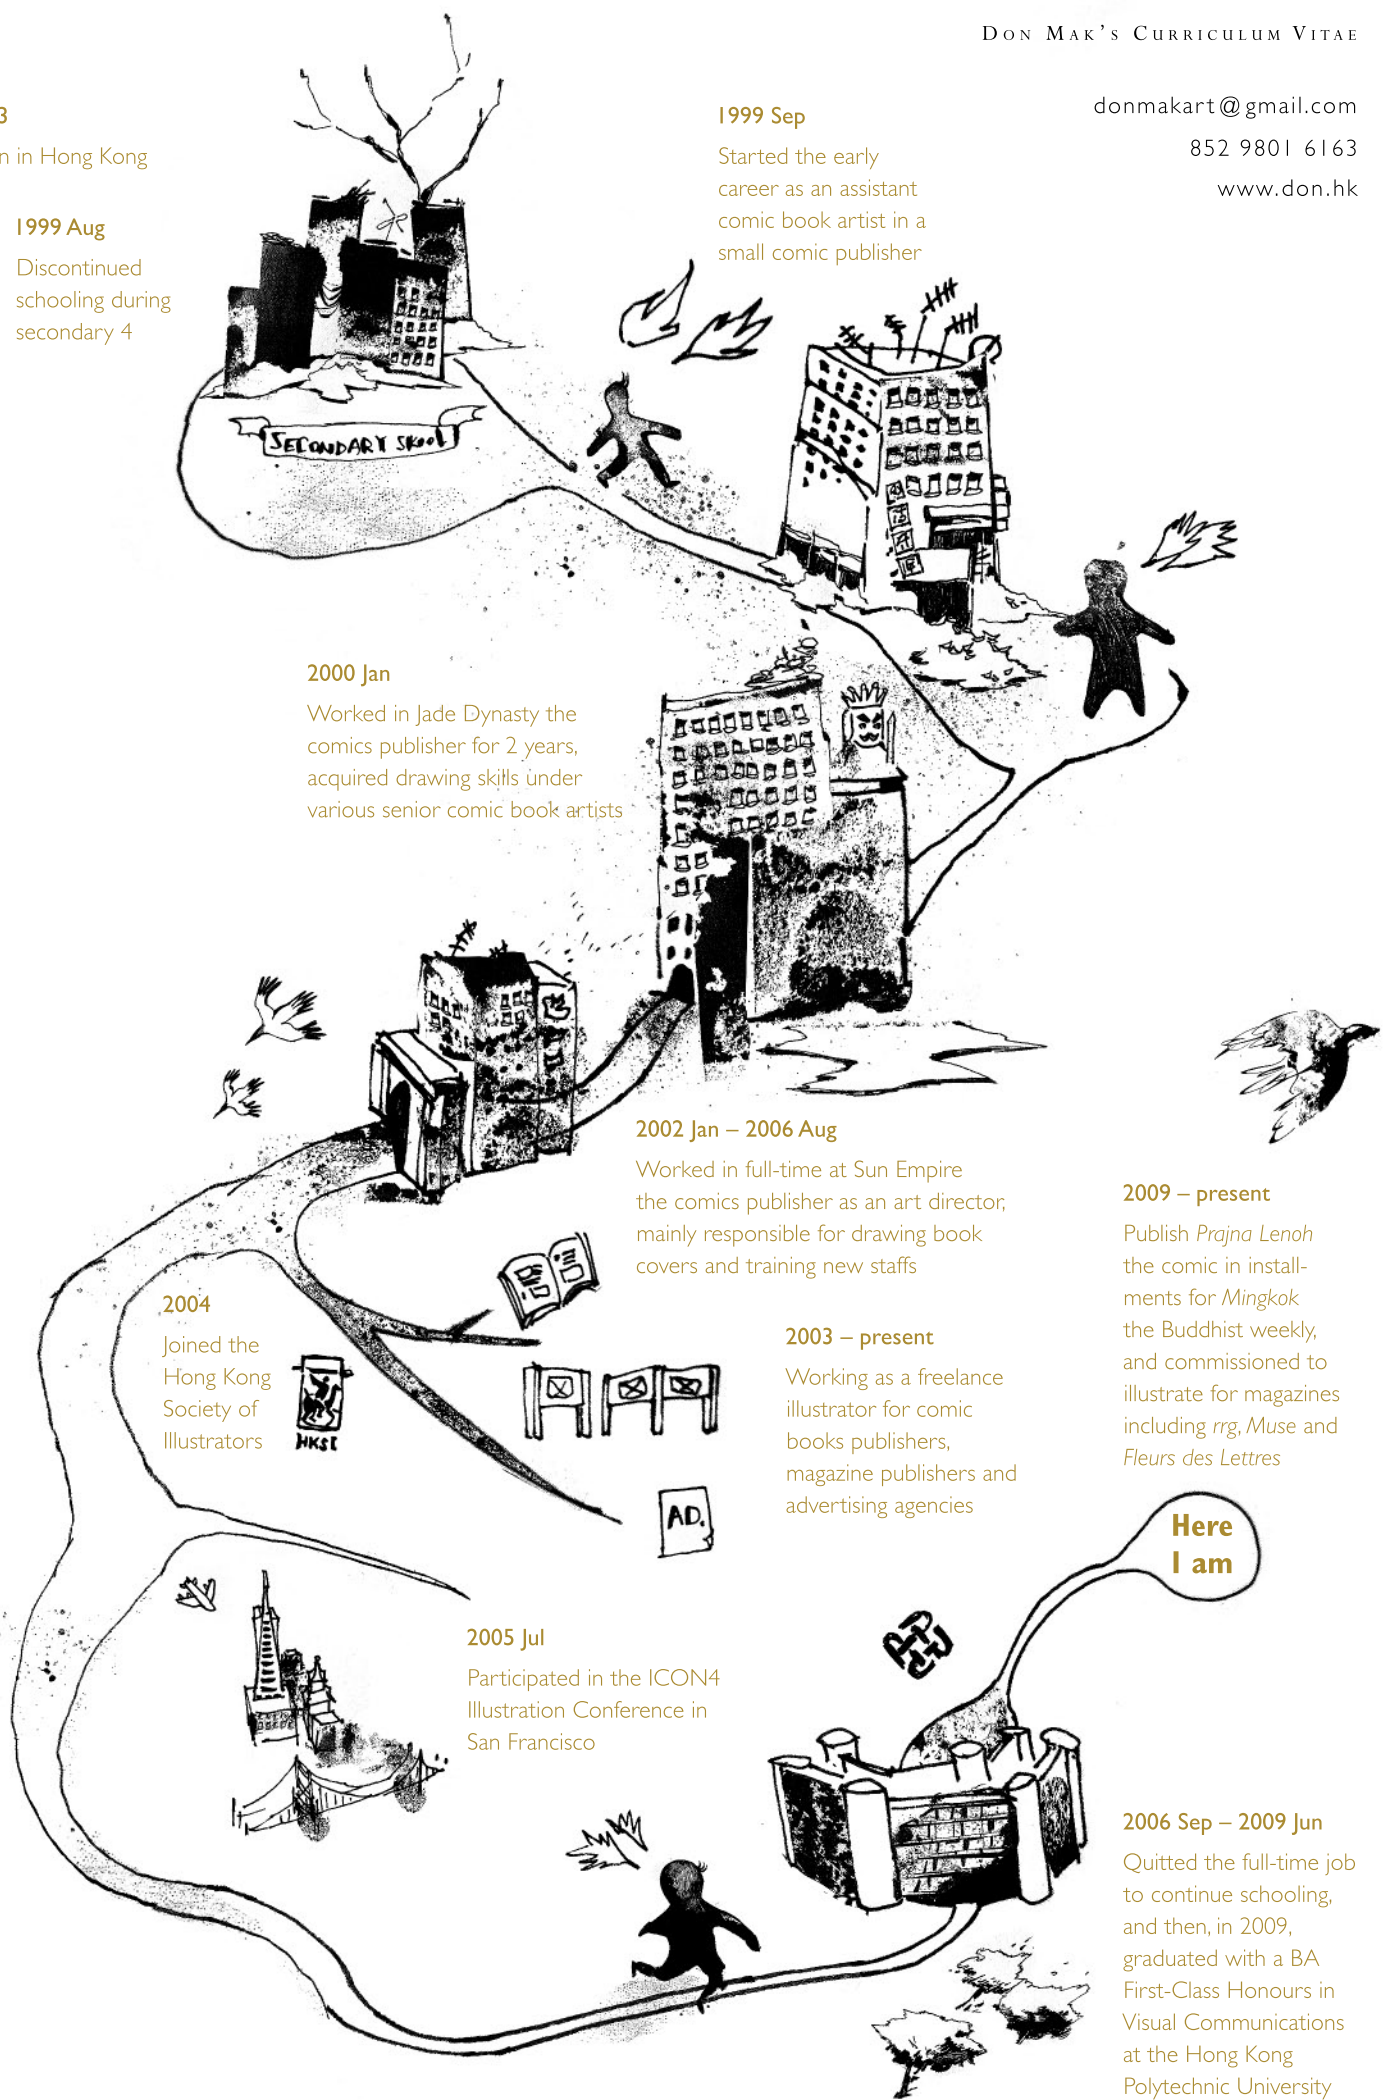 Don Mak's Curriculum Vitae
donmakart@gmail.com
852 9801 6163
www.don.hk
3
n in Hong Kong
1999 Aug
Discontinued
schooling during
secondary 4
1999 Sep
Started the early
career as an assistant
comic book artist in a
small comic publisher
SECONDARY SKOOL
2000 Jan
Worked in Jade Dynasty the
comics publisher for 2 years,
acquired drawing skills under
various senior comic book artists
2002 Jan – 2006 Aug
Worked in full-time at Sun Empire
the comics publisher as an art director,
mainly responsible for drawing book
covers and training new staffs
2003 – present
Working as a freelance
illustrator for comic
books publishers,
magazine publishers and
advertising agencies
AD.
2004
Joined the
Hong Kong
Society of
Illustrators
HKSI
2005 Jul
Participated in the ICON4
Illustration Conference in
San Francisco
2009 – present
Publish Prajna Lenoh
the comic in install-
ments for Mingkok
the Buddhist weekly,
and commissioned to
illustrate for magazines
including rrg, Muse and
Fleurs des Lettres
Here
I am
2006 Sep – 2009 Jun
Quitted the full-time job
to continue schooling,
and then, in 2009,
graduated with a BA
First-Class Honours in
Visual Communications
at the Hong Kong
Polytechnic University